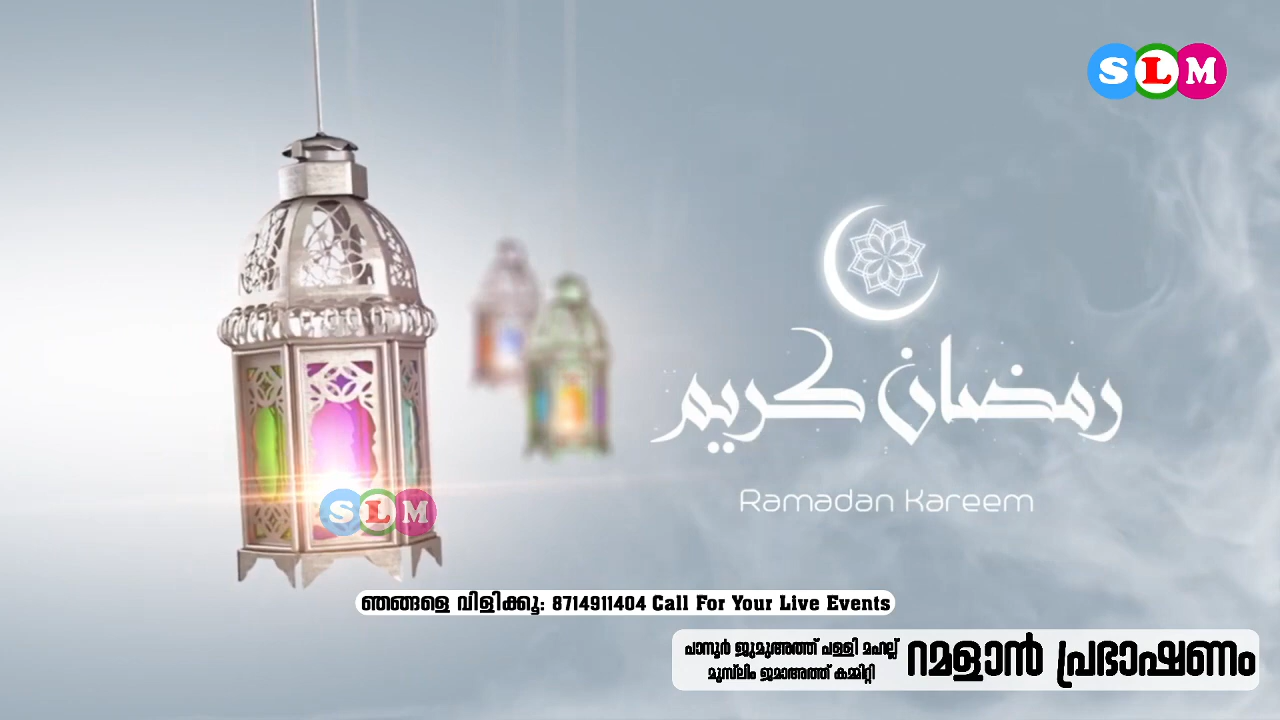 SLM
رمضان كريم
Ramadan Kareem
SLM
ഞങ്ങളെ വിളിക്കൂ: 8714911404 Call For Your Live Events
പാനൂർ ജുമുഅത്ത് പള്ളി മഹല്ല്
മുസ്‌ലിം ജമാഅത്ത് കമ്മിറ്റി
റമളാൻ പ്രഭാഷണം